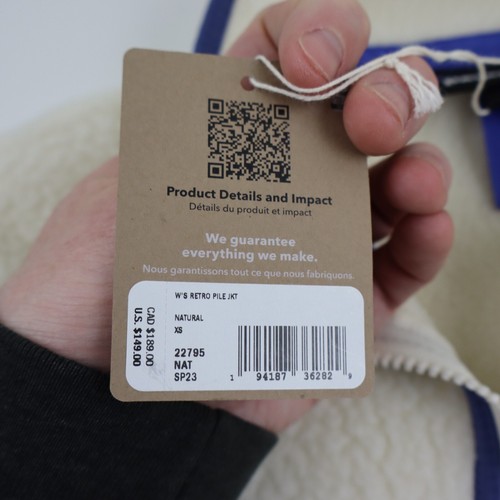 Product Details and Impact
Détails du produit et impact
We guarantee
everything we make.
Nous garantissons tout ce que nous fabriquons.
W'S RETRO PILE JKT
NATURAL
XS
22795
NAT
SP23
CAD $189.00
U.S. $149.00
1 94187 36282 9